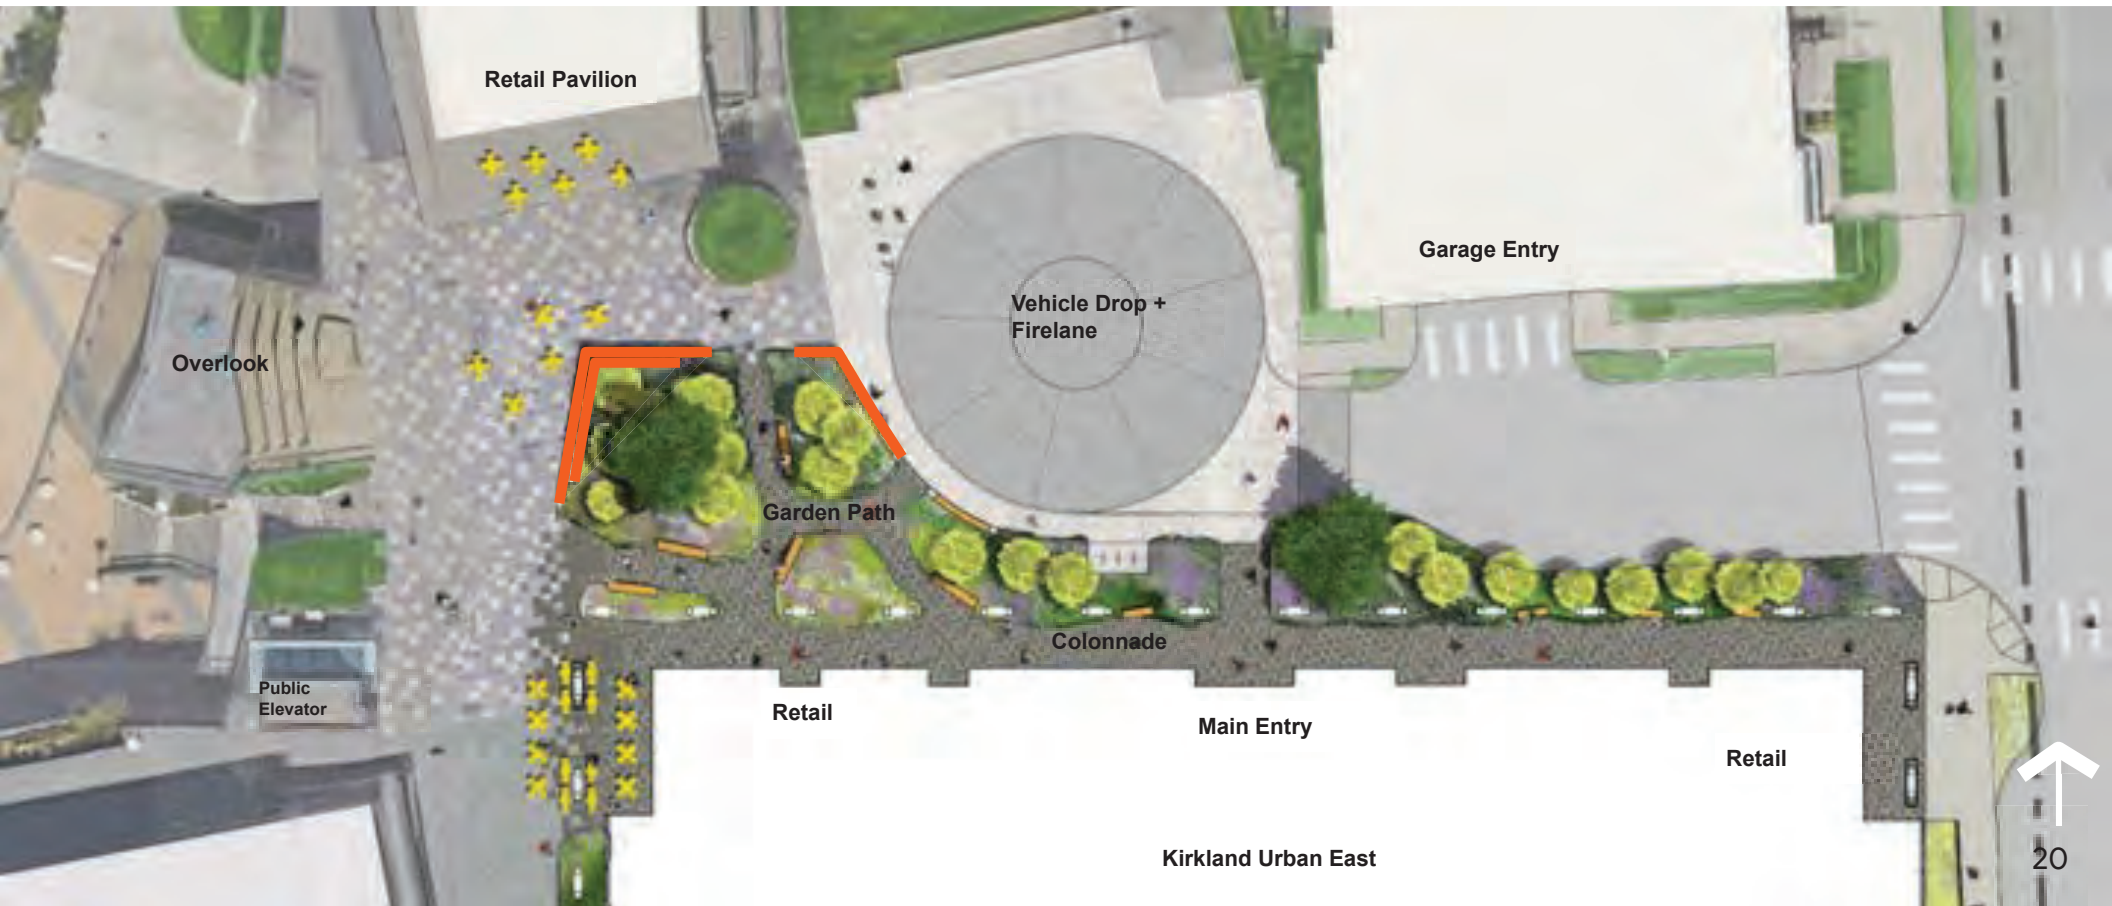 Retail Pavilion
Garage Entry
Vehicle Drop +
Firelane
Overlook
Garden Path
Colonnade
Public
Elevator
Retail
Main Entry
Retail
Kirkland Urban East
20